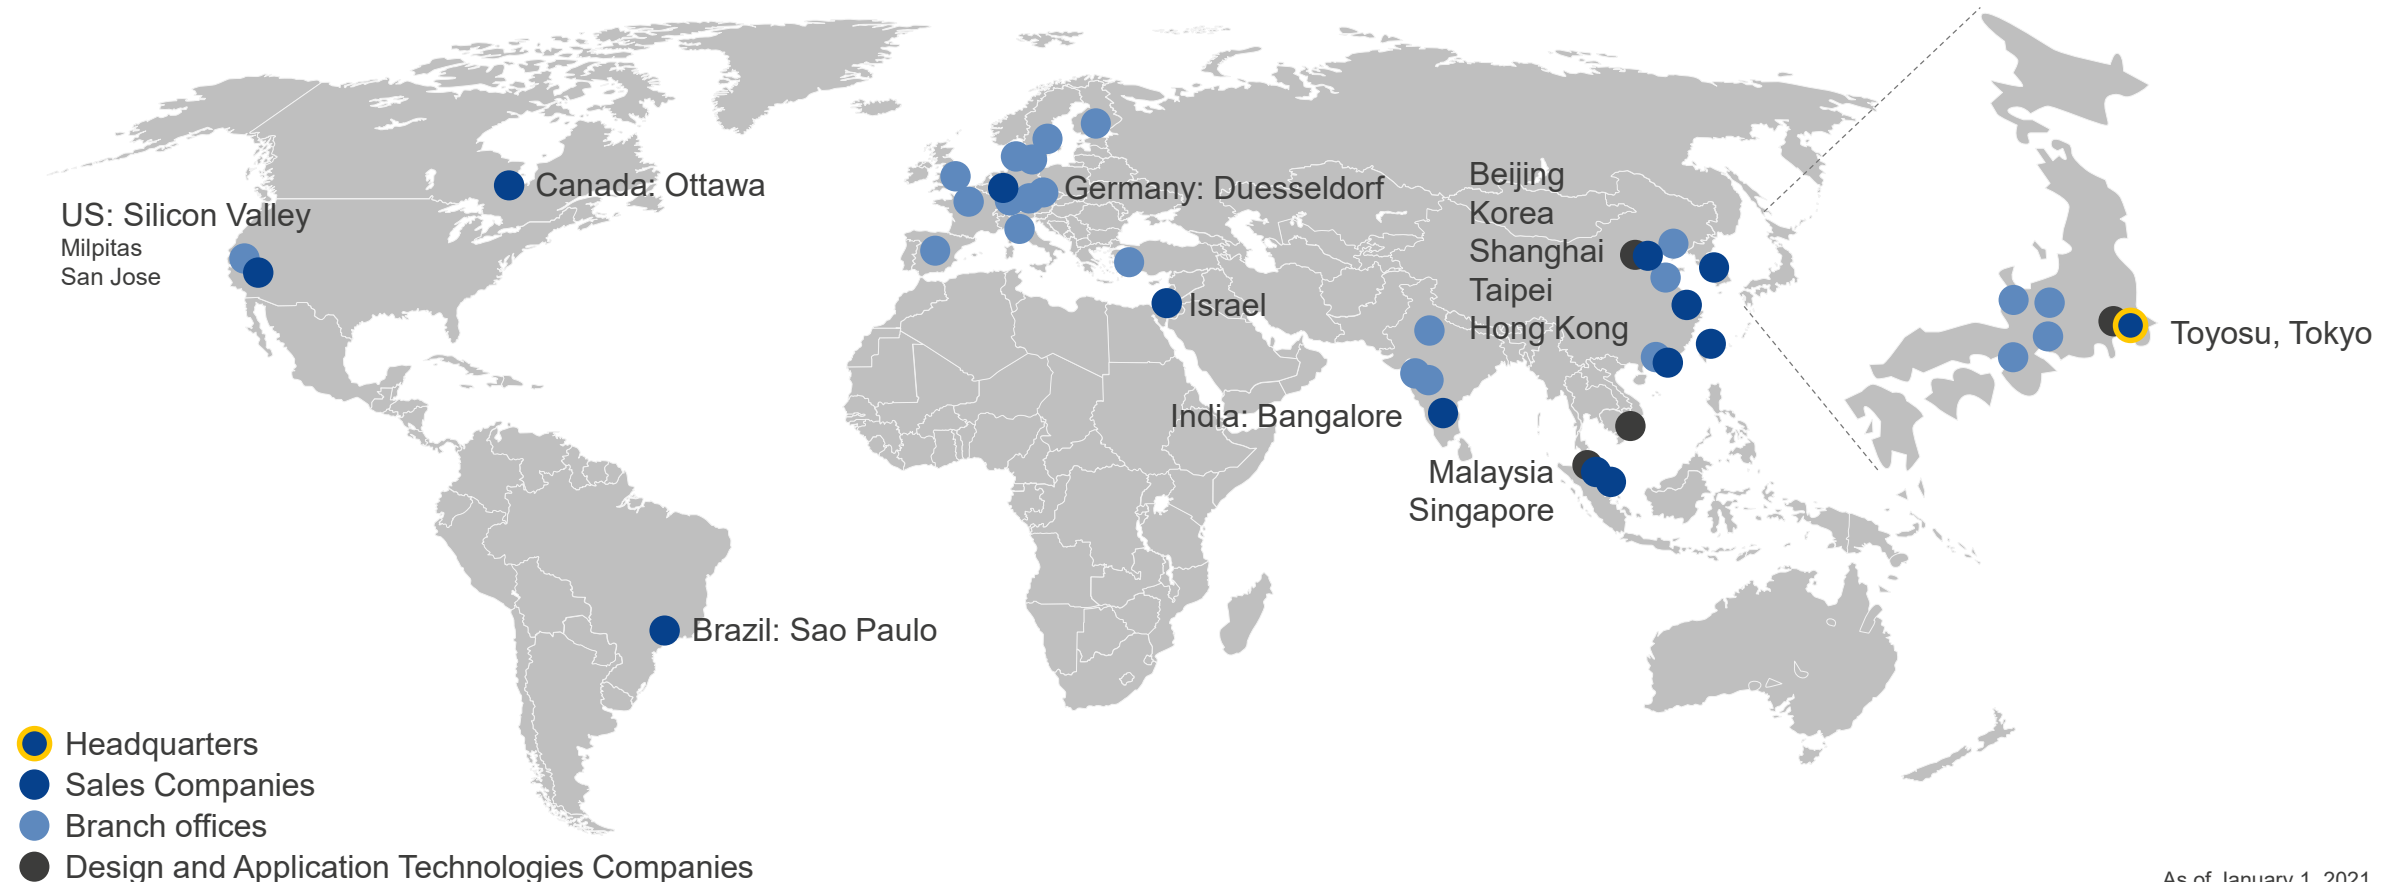 Canada: Ottawa
US: Silicon Valley
Milpitas
San Jose
Germany: Duesseldorf
Israel
Beijing
Korea
Shanghai
Taipei
Hong Kong
Toyosu, Tokyo
India: Bangalore
Malaysia
Singapore
Brazil: Sao Paulo
Headquarters
Sales Companies
Branch offices
Design and Application Technologies Companies
As of January 1, 2021